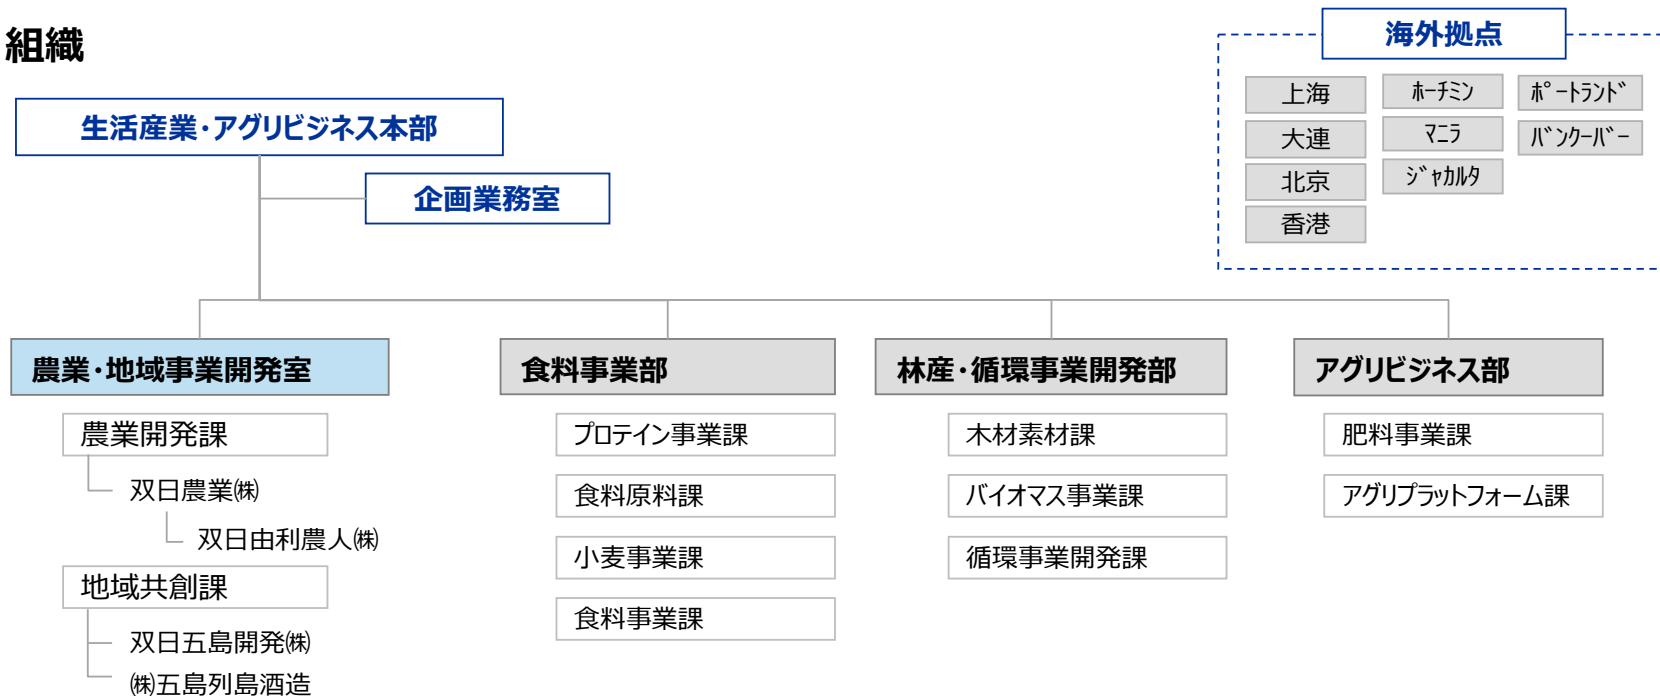 組織
生活産業・アグリビジネス本部
企画業務室
海外拠点
上海
大連
北京
香港
ﾎｰﾁﾐﾝ
ﾏﾆﾗ
ｼﾞｬｶﾙﾀ
ﾎﾟｰﾄﾗﾝﾄﾞ
ﾊﾞﾝｸｰﾊﾞｰ
農業・地域事業開発室
農業開発課
双日農業㈱
双日由利農人㈱
地域共創課
双日五島開発㈱
㈱五島列島酒造
食料事業部
プロテイン事業課
食料原料課
小麦事業課
食料事業課
林産・循環事業開発部
木材素材課
バイオマス事業課
循環事業開発課
アグリビジネス部
肥料事業課
アグリプラットフォーム課